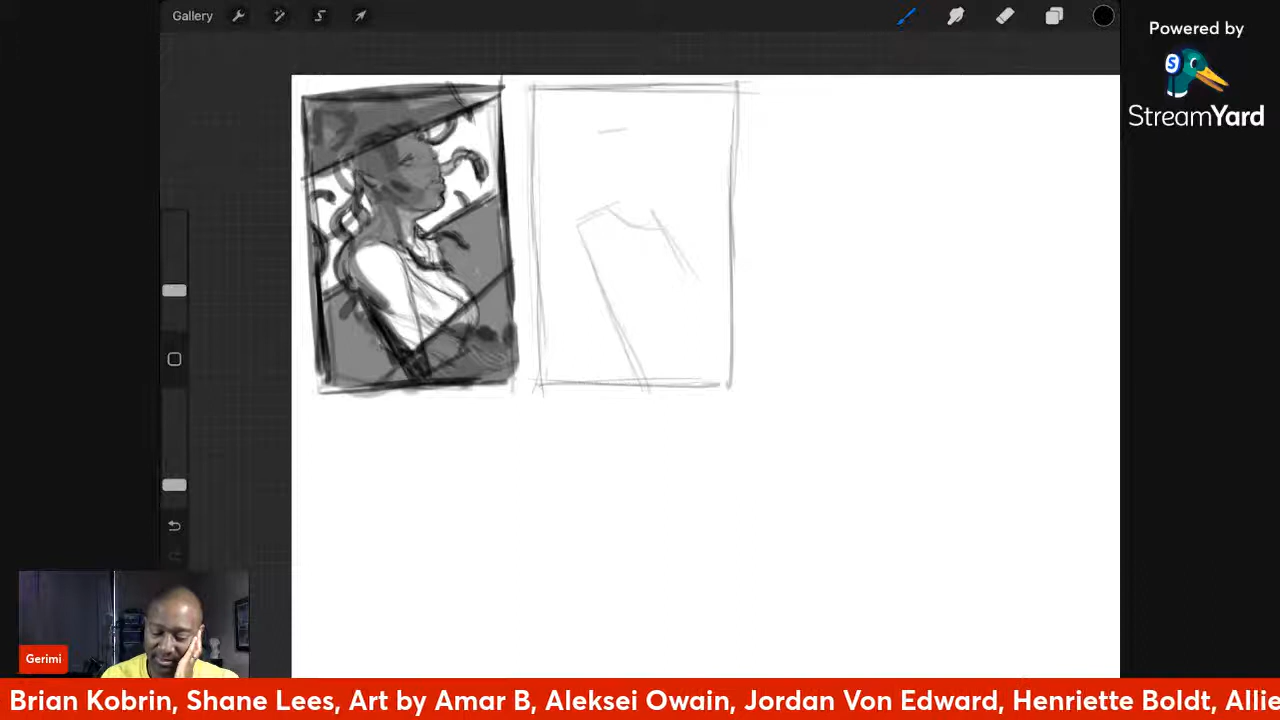 Gallery
Powered by
S
StreamYard
Gerimi
Brian Kobrin, Shane Lees, Art by Amar B, Aleksei Owain, Jordan Von Edward, Henriette Boldt, Allie